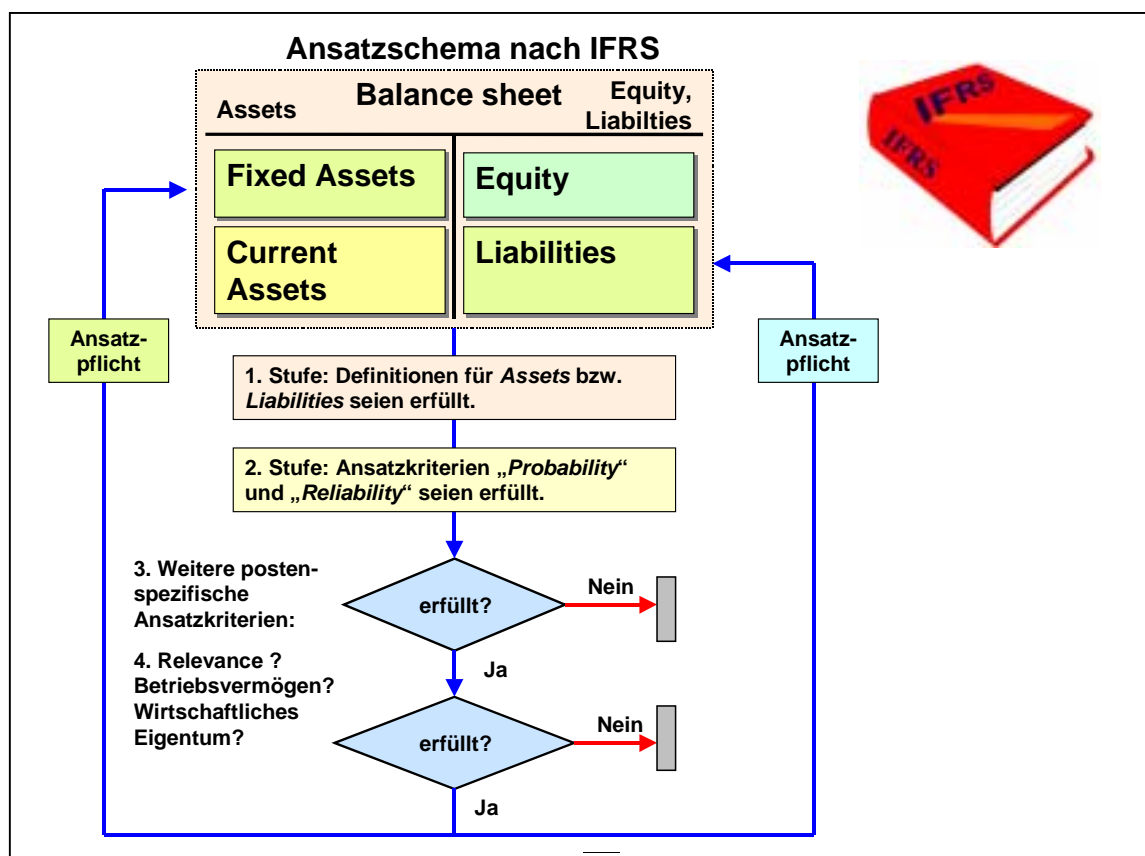 Ansatzschema nach IFRS
Assets
Balance sheet
Equity,
Liabilties
Fixed Assets
Equity
Current
Assets
Liabilities
IFRS
IFRS
Ansatz-
pflicht
Ansatz-
pflicht
1. Stufe: Definitionen für Assets bzw.
Liabilities seien erfüllt.
2. Stufe: Ansatzkriterien „Probability“
und „Reliability“ seien erfüllt.
3. Weitere posten-
spezifische
Ansatzkriterien:
erfüllt?
Nein
Ja
4. Relevance ?
Betriebsvermögen?
Wirtschaftliches
Eigentum?
erfüllt?
Nein
Ja